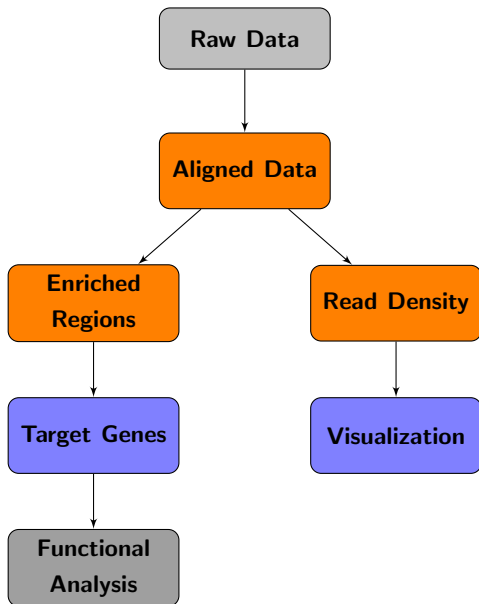 Raw Data
Aligned Data
Enriched
Regions
Read Density
Target Genes
Visualization
Functional
Analysis